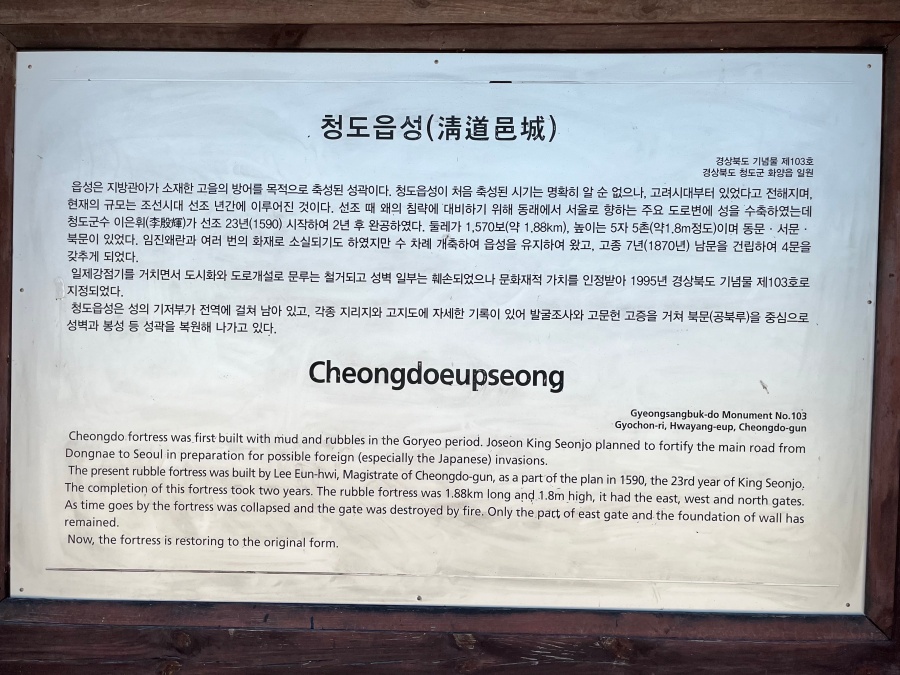 청도읍성(淸道邑城)
경상북도 기념물 제103호
경상북도 청도군 화양읍 일원
읍성은 지방관아가 소재한 고을의 방어를 목적으로 축성된 성곽이다. 청도읍성이 처음 축성된 시기는 명확히 알 순 없으나, 고려시대부터 있었다고 전해지며,
현재의 규모는 조선시대 선조 년간에 이루어진 것이다. 선조 때 왜의 침략에 대비하기 위해 동래에서 서울로 향하는 주요 도로변에 성을 수축하였는데
청도군수 이은휘(李殷煇)가 선조 23년(1590) 시작하여 2년 후 완공하였다. 둘레가 1,570보(약 1.88km), 높이는 5자 5촌(약1.8m정도)이며 동문 · 서문 ·
북문이 있었다. 임진왜란과 여러 번의 화재로 소실되기도 하였지만 수 차례 개축하여 읍성을 유지하여 왔고, 고종 7년(1870년) 남문을 건립하여 4문을
갖추게 되었다.
일제강점기를 거치면서 도시화와 도로개설로 문루는 철거되고 성벽 일부는 훼손되었으나 문화재적 가치를 인정받아 1995년 경상북도 기념물 제103호로
지정되었다.
청도읍성은 성의 기저부가 전역에 걸쳐 남아 있고, 각종 지리지와 고지도에 자세한 기록이 있어 발굴조사와 고문헌 고증을 거쳐 북문(공북루)을 중심으로
성벽과 봉성 등 성곽을 복원해 나가고 있다.
Cheongdoeupseong
Gyeongsangbuk-do Monument No.103
Gyochon-ri, Hwayang-eup, Cheongdo-gun
Cheongdo fortress was first built with mud and rubbles in the Goryeo period. Joseon King Seonjo planned to fortify the main road from
Dongnae to Seoul in preparation for possible foreign (especially the Japanese) invasions.
The present rubble fortress was built by Lee Eun-hwi, Magistrate of Cheongdo-gun, as a part of the plan in 1590, the 23rd year of King Seonjo.
The completion of this fortress took two years. The rubble fortress was 1.88km long and 1.8m high, it had the east, west and north gates.
As time goes by the fortress was collapsed and the gate was destroyed by fire. Only the part of east gate and the foundation of wall has
remained.
Now, the fortress is restoring to the original form.